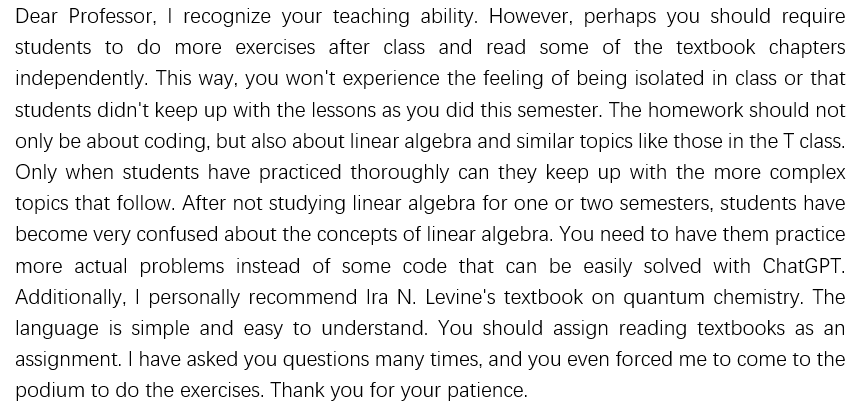 Dear Professor, I recognize your teaching ability. However, perhaps you should require
students to do more exercises after class and read some of the textbook chapters
independently. This way, you won't experience the feeling of being isolated in class or that
students didn't keep up with the lessons as you did this semester. The homework should not
only be about coding, but also about linear algebra and similar topics like those in the T class.
Only when students have practiced thoroughly can they keep up with the more complex
topics that follow. After not studying linear algebra for one or two semesters, students have
become very confused about the concepts of linear algebra. You need to have them practice
more actual problems instead of some code that can be easily solved with ChatGPT.
Additionally, I personally recommend Ira N. Levine's textbook on quantum chemistry. The
language is simple and easy to understand. You should assign reading textbooks as an
assignment. I have asked you questions many times, and you even forced me to come to the
podium to do the exercises. Thank you for your patience.